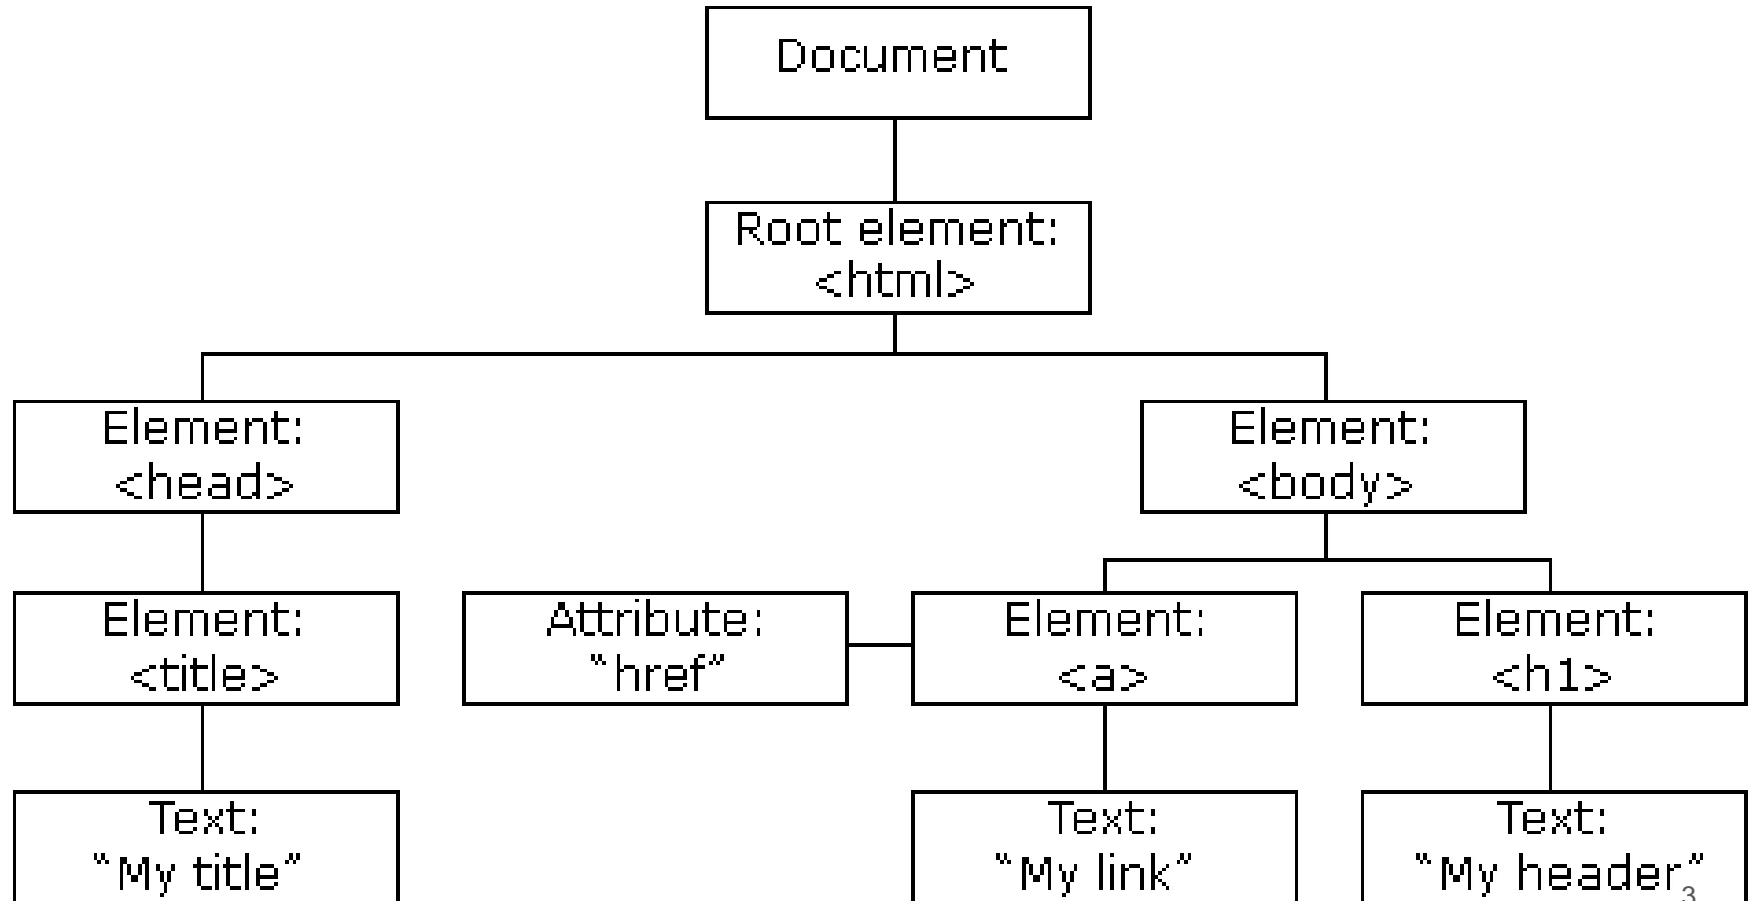 Document
Root element:
<html>
Element:
<head>
Element:
<body>
Element:
<title>
Attribute:
“href”
Element:
<a>
Element:
<h1>
Text:
“My title”
Text:
“My link”
Text:
“My header”
3